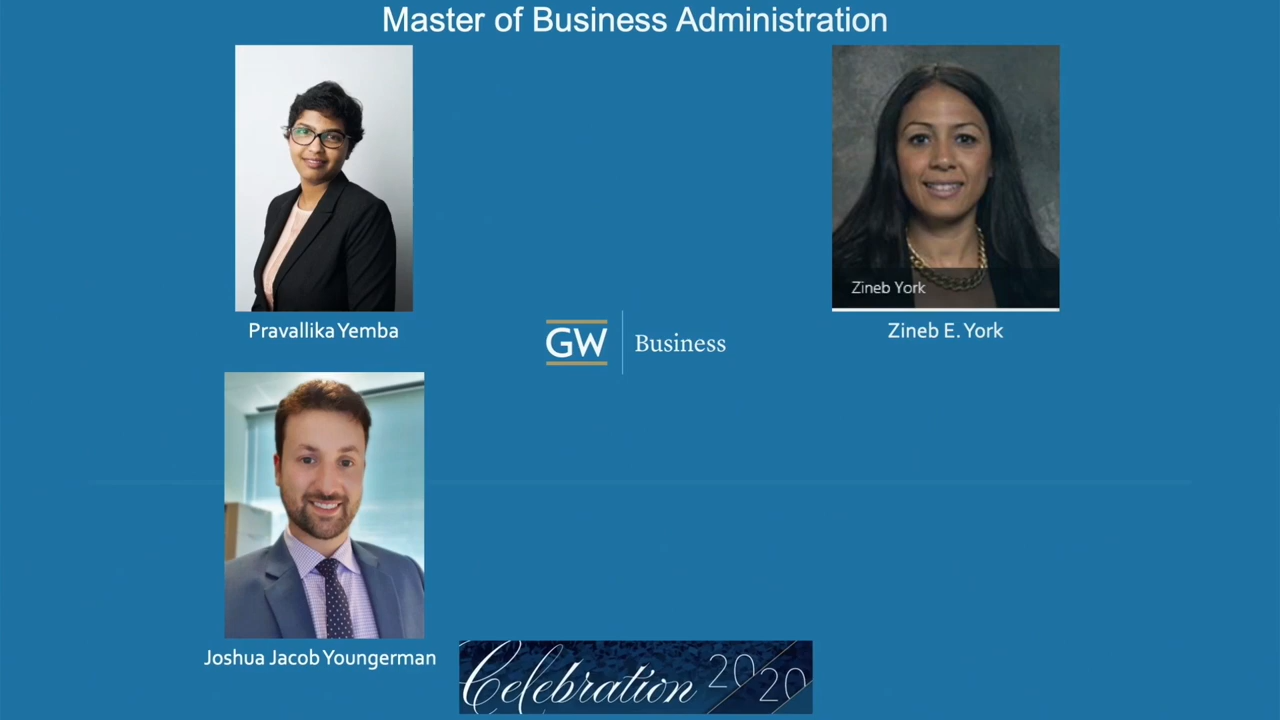 Master of Business Administration
Zineb York
Pravallika Yemba
Zineb E. York
GW Business
Joshua Jacob Youngerman
Celebration 2020